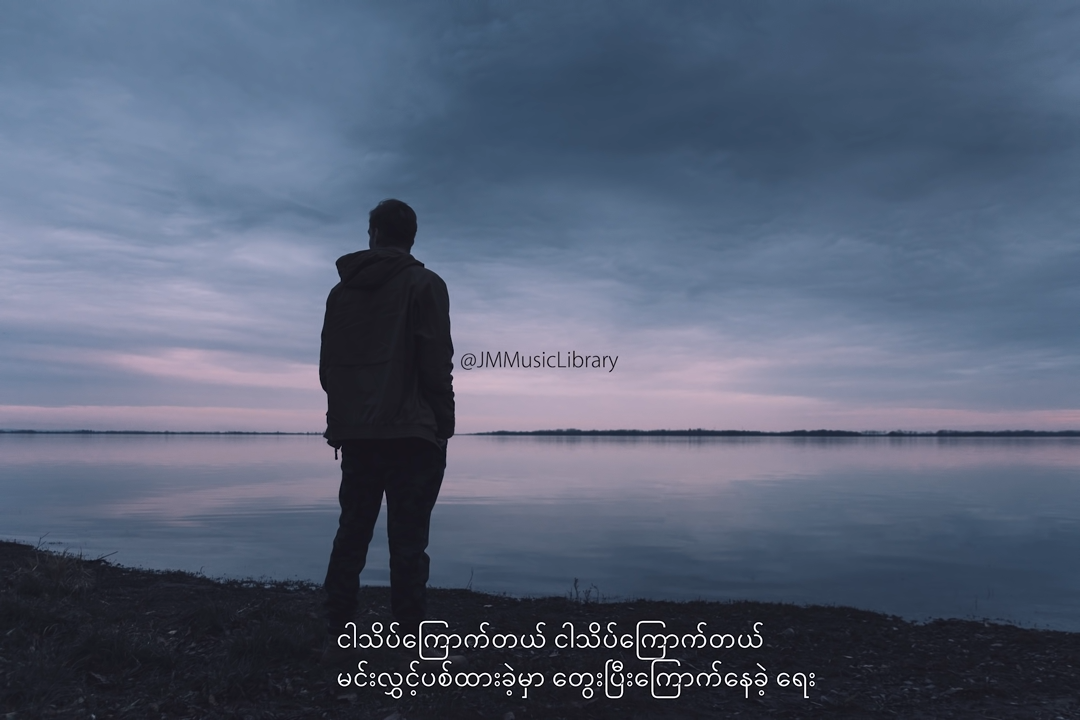 @JMMusicLibrary
ငါသိပ်ကြောက်တယ် ငါသိပ်ကြောက်တယ်
မင်းလွှင့်ပစ်ထားခဲ့မှာ တွေးပြီးကြောက်နေခဲ့ ရေး